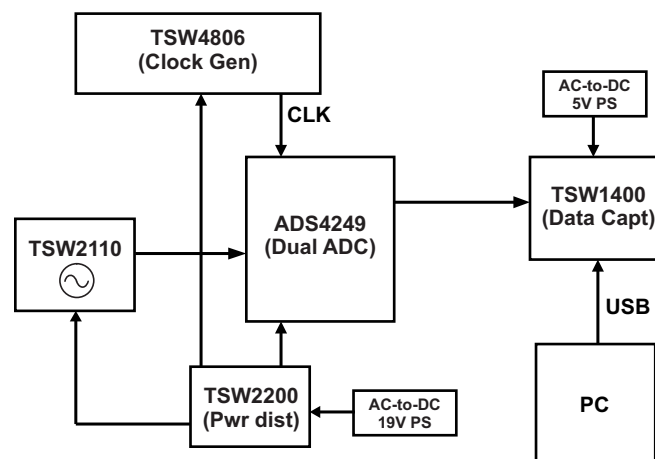 TSW4806
(Clock Gen)
CLK
AC-to-DC
5V PS
ADS4249
(Dual ADC)
TSW1400
(Data Capt)
TSW2110
USB
TSW2200
(Pwr dist)
AC-to-DC
19V PS
PC